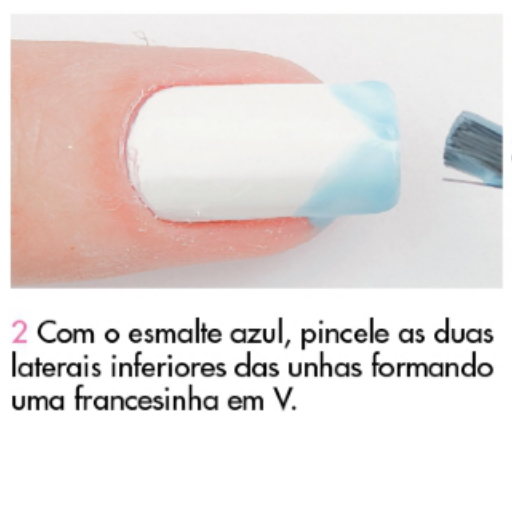 2 Com o esmalte azul, pincele as duas
laterais inferiores das unhas formando
uma francesinha em V.